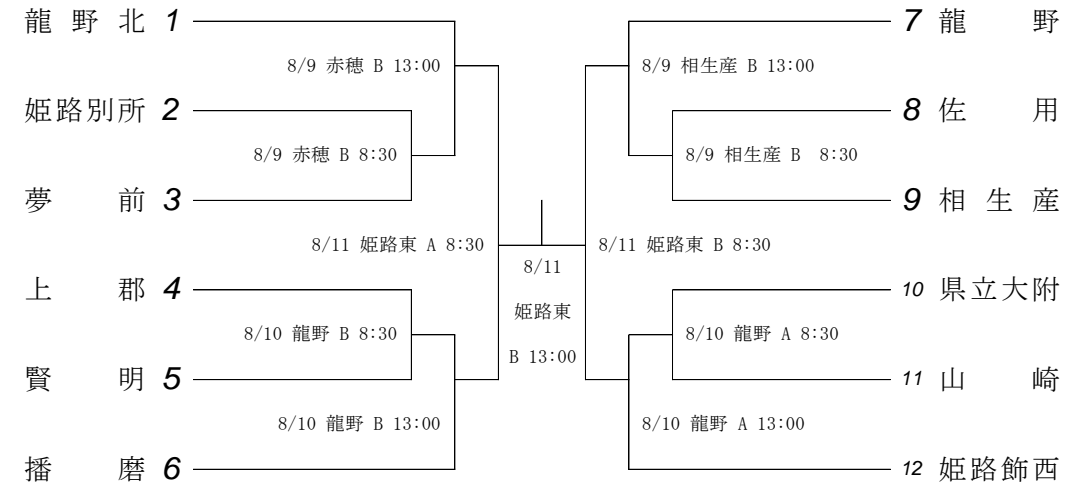 龍野北 1
8/9 赤穂 B 13:00
姫路別所 2
8/9 赤穂 B 8:30
夢前 3
8/11 姫路東 A 8:30
上郡 4
8/10 龍野 B 8:30
賢明 5
8/10 龍野 B 13:00
播磨 6
8/11
姫路東
B 13:00
7 龍野
8/9 相生産 B 13:00
8 佐用
8/9 相生産 B 8:30
9 相生産
8/11 姫路東 B 8:30
10 県立大附
8/10 龍野 A 8:30
11 山崎
8/10 龍野 A 13:00
12 姫路飾西